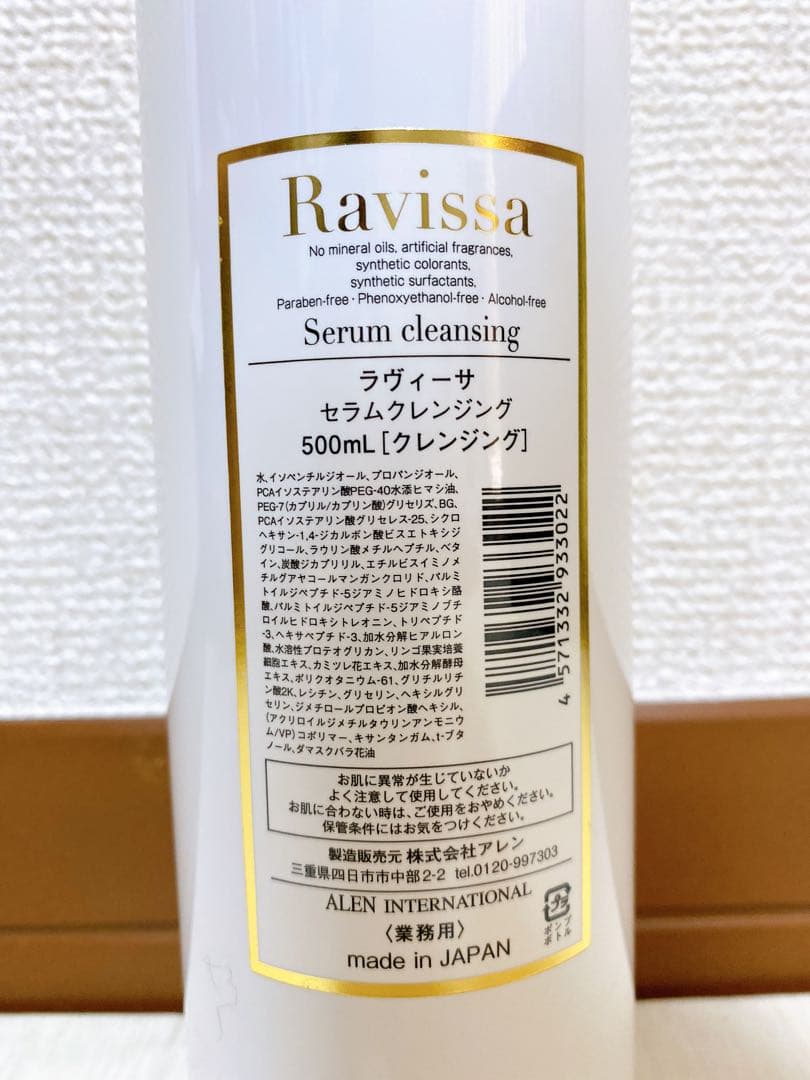 Ravissa
No mineral oils, artificial fragrances,
synthetic colorants,
synthetic surfactants,
Paraben-free・Phenoxyethanol-free・Alcohol-free
Serum cleansing
ラヴィーサ
セラムクレンジング
500mL［クレンジング］
水、イソペンチルジオール、プロパンジオール、
PCAイソステアリン酸PEG-40水添ヒマシ油、
PEG-7(カプリル/カプリン酸)グリセリズ、BG、
PCAイソステアリン酸グリセレス-25、シクロ
ヘキサン-1,4-ジカルボン酸ビスエトキシジ
グリコール、ラウリン酸メチルヘプチル、ベタ
イン、炭酸ジカプリリル、エチルビスイミノメ
チルグアヤコールマンガンクロリド、パルミ
トイルジペプチド-5ジアミノヒドロキシ酪
酸、パルミトイルジペプチド-5ジアミノブチ
ロイルヒドロキシトレオニン、トリペプチド
-3、ヘキサペプチド-3、加水分解ヒアルロン
酸、水溶性プロテオグリカン、リンゴ果実培養
細胞エキス、カミツレ花エキス、加水分解酵母
エキス、ポリクオタニウム-61、グリチルリチ
ン酸2K、レシチン、グリセリン、ヘキシルグリ
セリン、ジメチロールプロピオン酸ヘキシル、
(アクリロイルジメチルタウリンアンモニウ
ム/VP)コポリマー、キサンタンガム、t-ブタ
ノール、ダマスクバラ花油
4 571332 933022
お肌に異常が生じていないか
よく注意して使用してください。
お肌に合わない時は、ご使用をおやめください。
保管条件にはお気をつけください。
製造販売元 株式会社アレン
三重県四日市市中部2-2 tel.0120-997303
ALEN INTERNATIONAL
〈業務用〉
made in JAPAN
プラ
ポンプ
ボトル